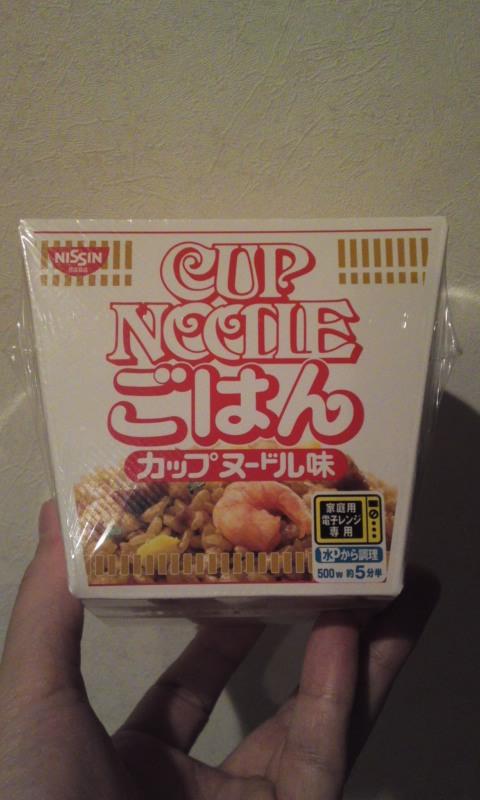 NISSIN
CUP
NOODLE
ごはん
カップヌードル味
家庭用
電子レンジ
専用
水から調理
500w 約5分半